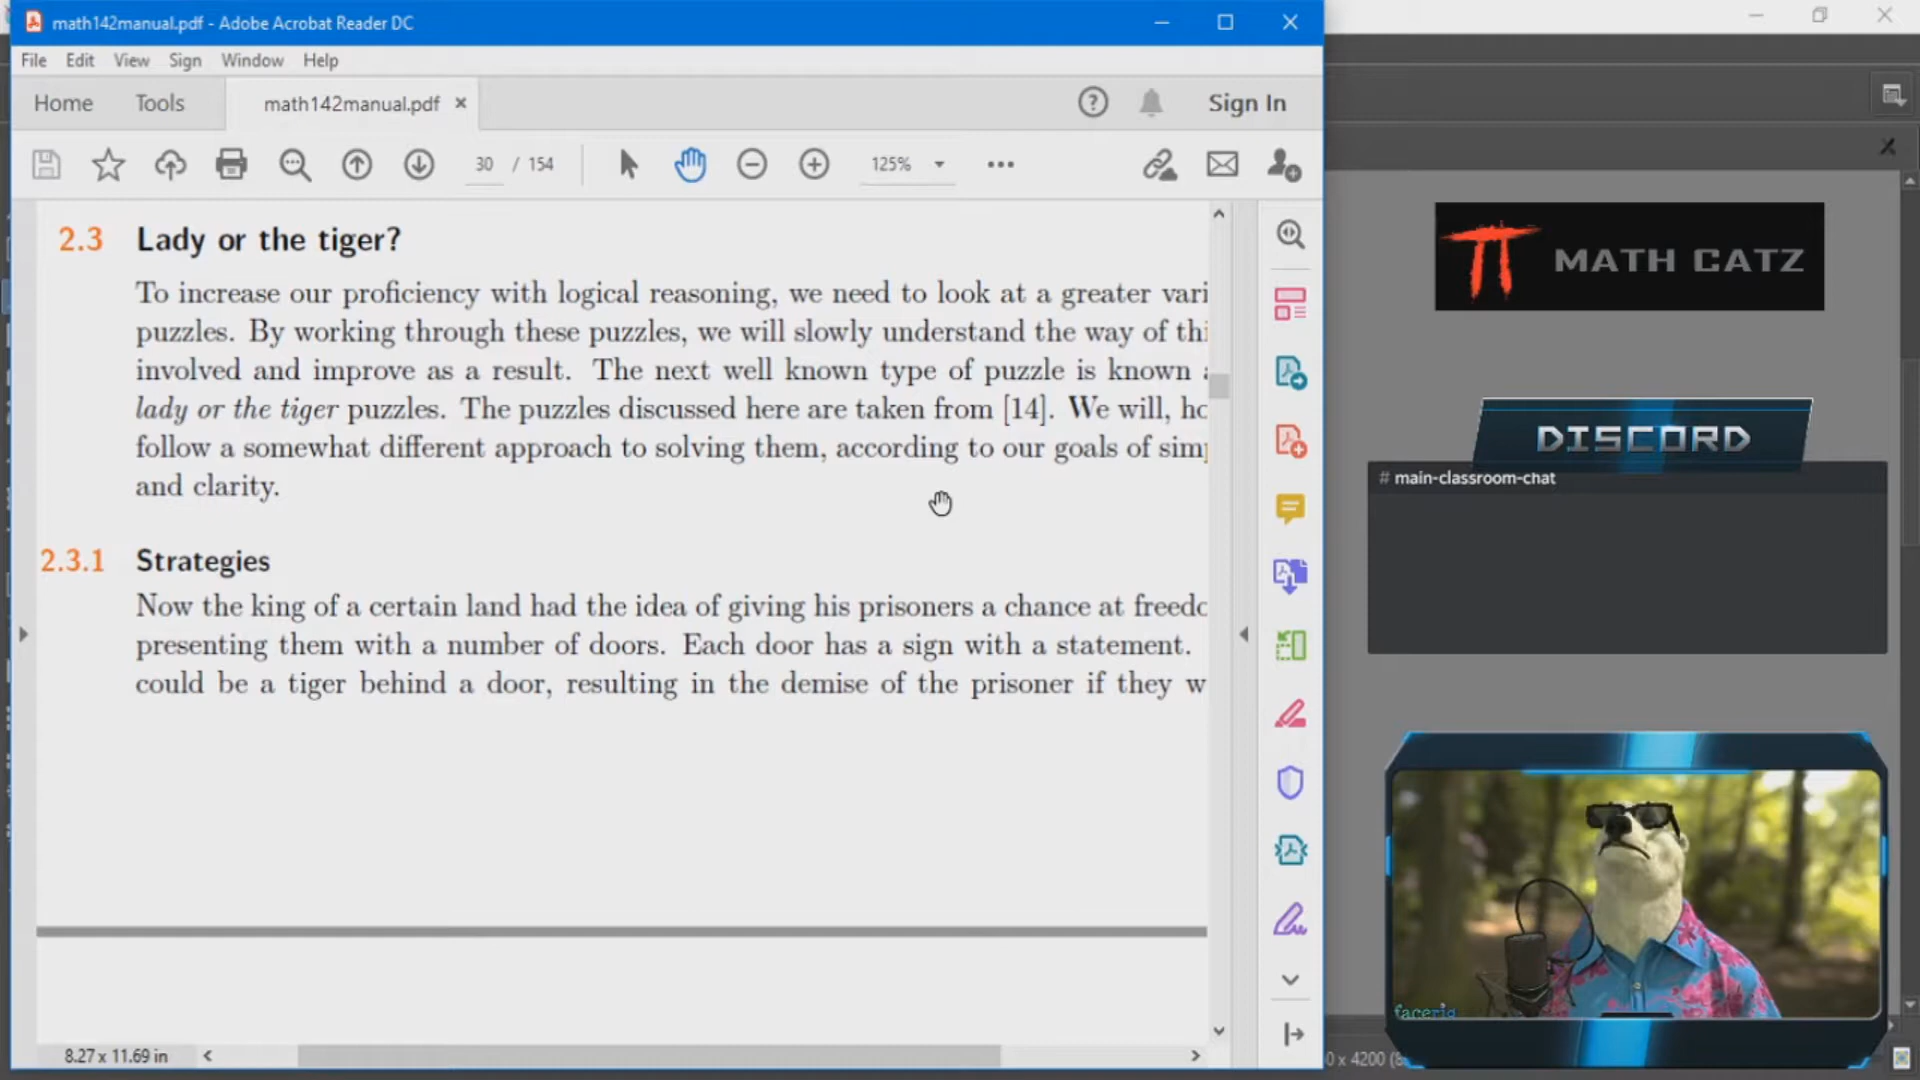 math142manual.pdf - Adobe Acrobat Reader DC
File Edit View Sign Window Help
Home Tools math142manual.pdf Sign In
30 / 154 125%
2.3 Lady or the tiger?
To increase our proficiency with logical reasoning, we need to look at a greater vari
puzzles. By working through these puzzles, we will slowly understand the way of thi
involved and improve as a result. The next well known type of puzzle is known
lady or the tiger puzzles. The puzzles discussed here are taken from [14]. We will, ho
follow a somewhat different approach to solving them, according to our goals of sim
and clarity.
2.3.1 Strategies
Now the king of a certain land had the idea of giving his prisoners a chance at freedo
presenting them with a number of doors. Each door has a sign with a statement.
could be a tiger behind a door, resulting in the demise of the prisoner if they w
8.27 x 11.69 in
MATH CATZ
DISCORD
# main-classroom-chat
facerig
0 x 4200 (8